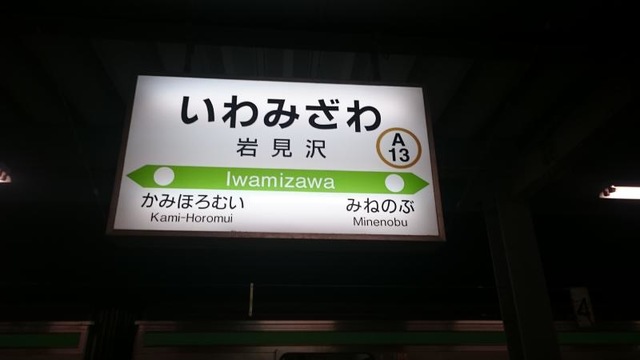 いわみざわ
岩見沢
A
13
Iwamizawa
かみほろむい
Kami-Horomui
みねのぶ
Minenobu
4